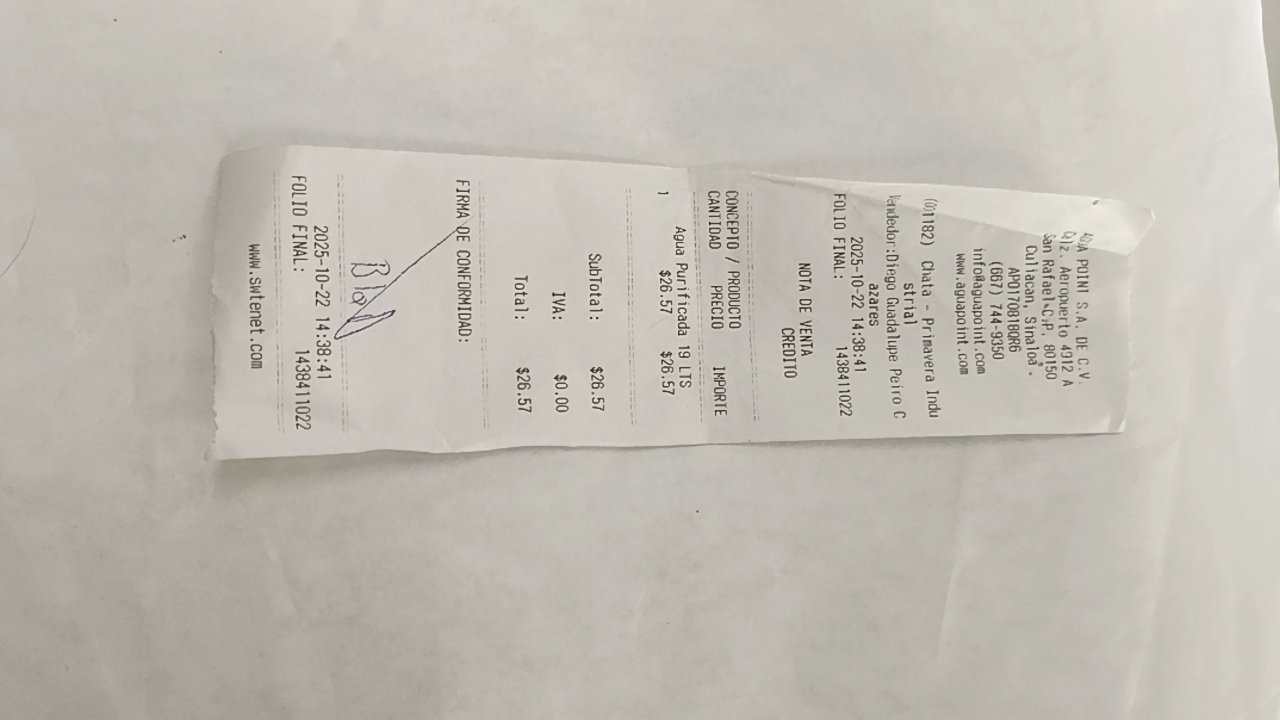 AGUA POINT S.A. DE C.V.
Calz. Aeropuerto 4912 A
San Rafael C.P. 80150
Culiacan, Sinaloa.
APO170818QR6
(667) 744-9350
info@aguapoint.com
www.aguapoint.com
(001182) Chata - Primavera Indu
strial
Vendedor:Diego Guadalupe Peiro C
azares
2025-10-22 14:38:41
FOLIO FINAL: 1438411022
NOTA DE VENTA
CREDITO
CONCEPTO / PRODUCTO
CANTIDAD PRECIO IMPORTE
Agua Purificada 19 LTS
1 $26.57 $26.57
SubTotal: $26.57
IVA: $0.00
Total: $26.57
FIRMA DE CONFORMIDAD:
2025-10-22 14:38:41
FOLIO FINAL: 1438411022
www.swtenet.com